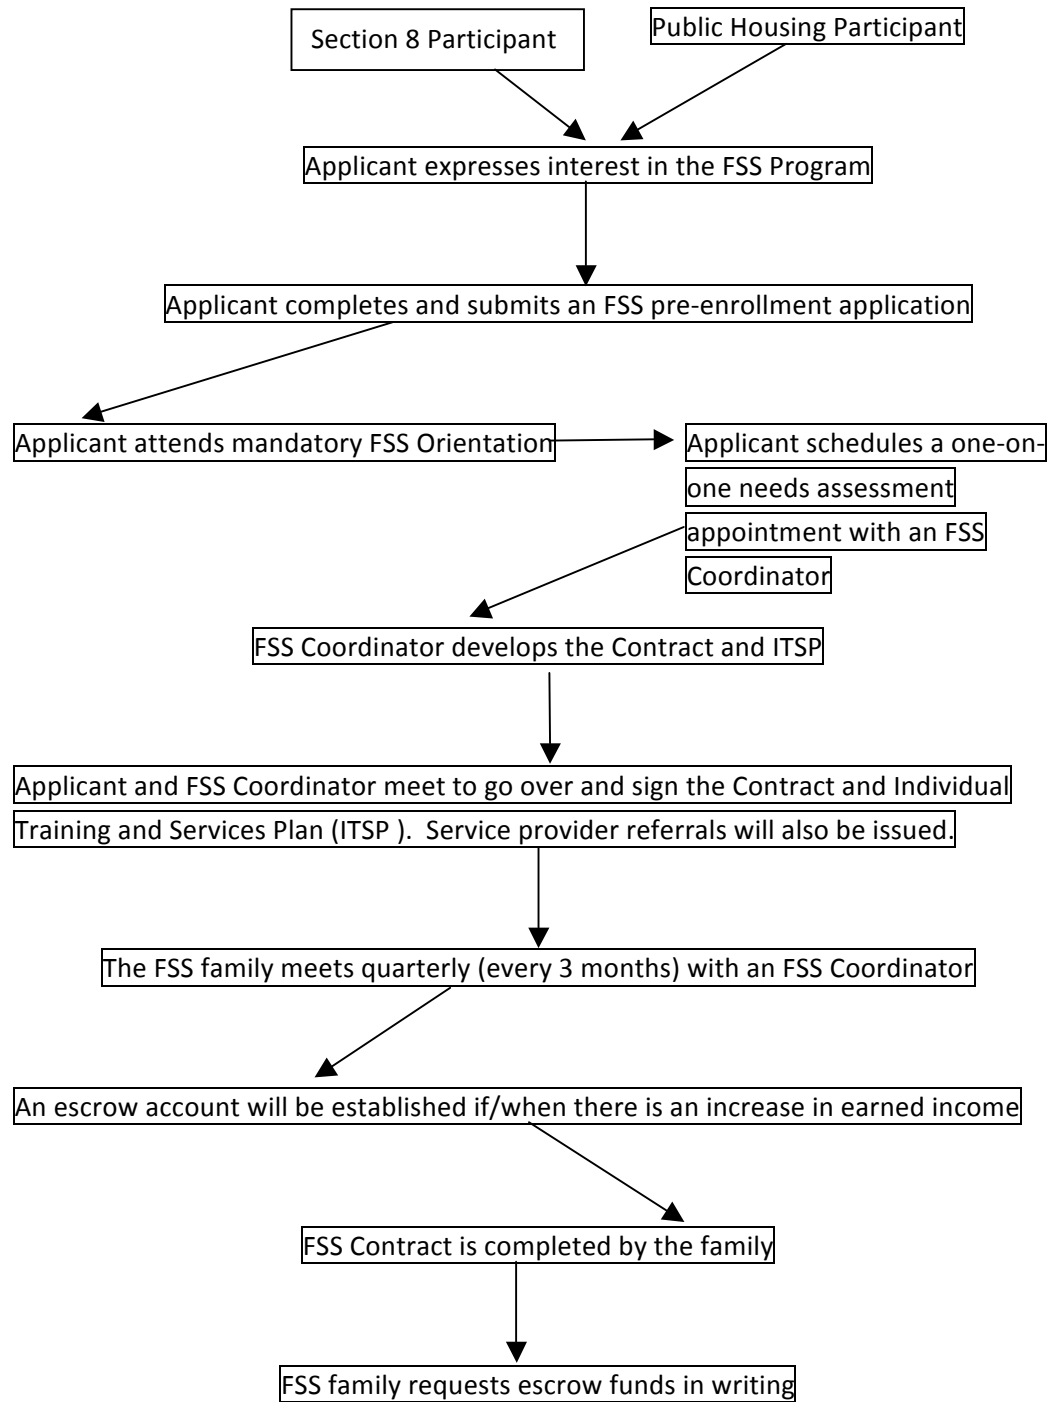 Section 8 Participant
Public Housing Participant
Applicant expresses interest in the FSS Program
Applicant completes and submits an FSS pre-enrollment application
Applicant attends mandatory FSS Orientation
Applicant schedules a one-on-
one needs assessment
appointment with an FSS
Coordinator
FSS Coordinator develops the Contract and ITSP
Applicant and FSS Coordinator meet to go over and sign the Contract and Individual
Training and Services Plan (ITSP ).  Service provider referrals will also be issued.
The FSS family meets quarterly (every 3 months) with an FSS Coordinator
An escrow account will be established if/when there is an increase in earned income
FSS Contract is completed by the family
FSS family requests escrow funds in writing